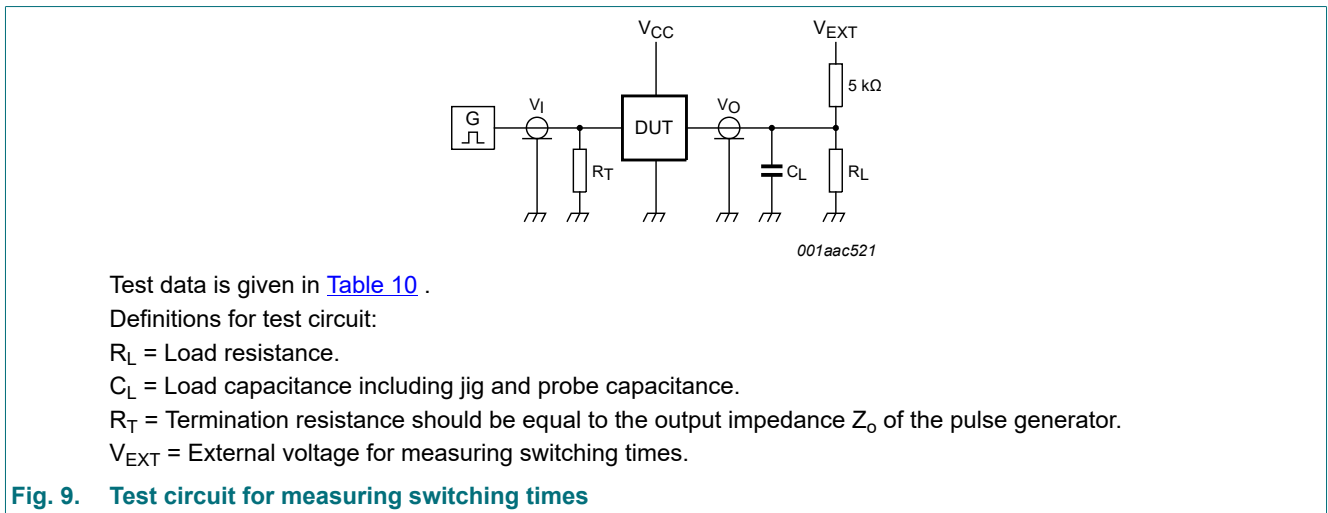 VCC
VEXT
5 kΩ
G
VI
DUT
VO
RT
CL
RL
001aac521
Test data is given in Table 10 .
Definitions for test circuit:
RL = Load resistance.
CL = Load capacitance including jig and probe capacitance.
RT = Termination resistance should be equal to the output impedance Zo of the pulse generator.
VEXT = External voltage for measuring switching times.
Fig. 9. Test circuit for measuring switching times